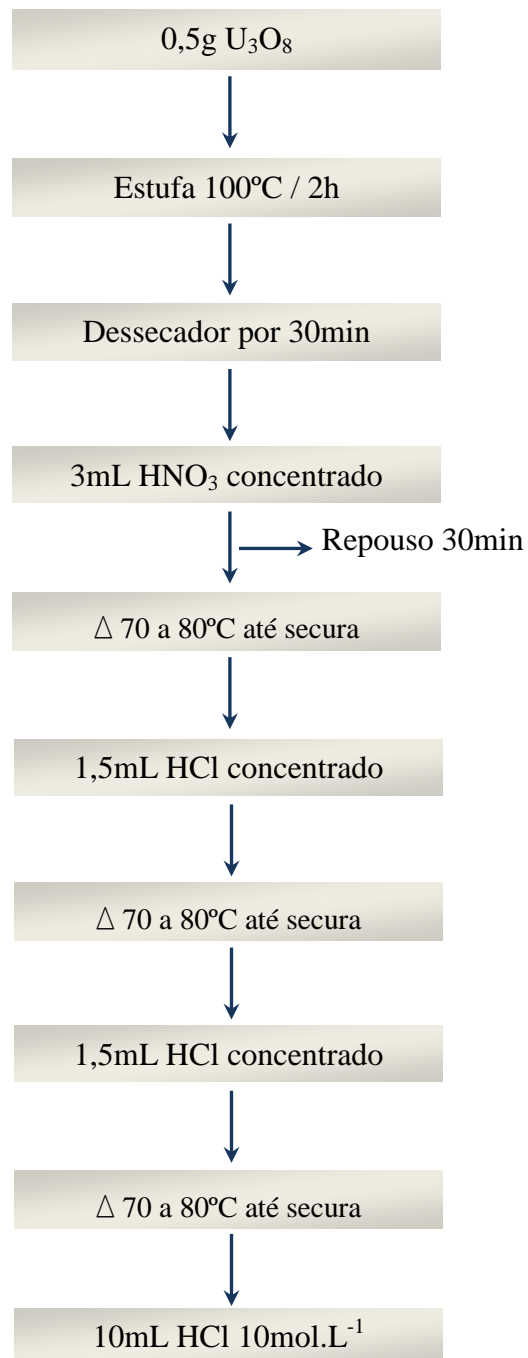 0,5g U₃O₈
Estufa 100ºC / 2h
Dessecador por 30min
3mL HNO₃ concentrado
Repouso 30min
△ 70 a 80ºC até secura
1,5mL HCl concentrado
△ 70 a 80ºC até secura
1,5mL HCl concentrado
△ 70 a 80ºC até secura
10mL HCl 10mol.L⁻¹